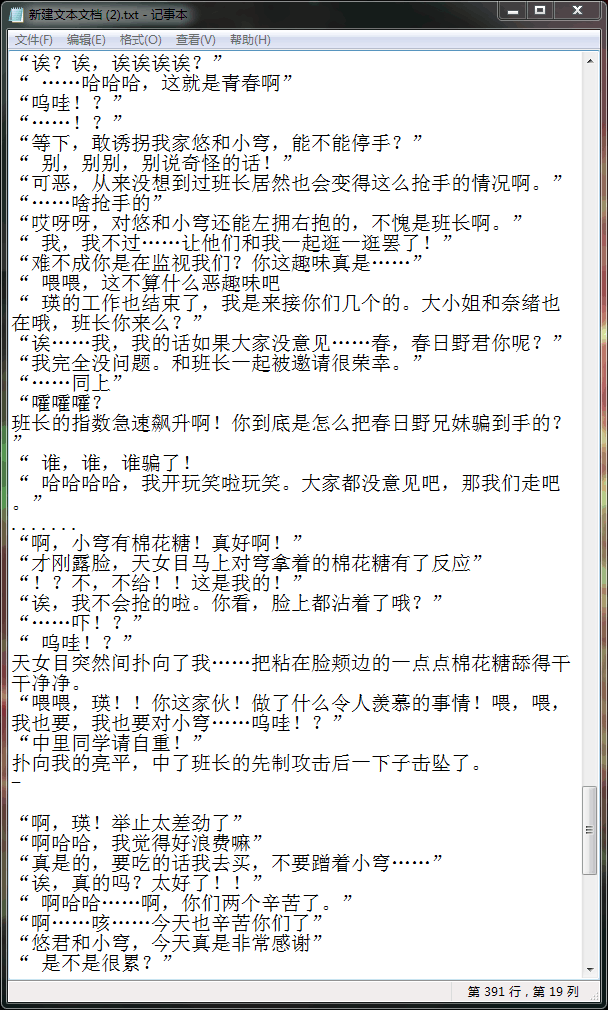 新建文本文档 (2).txt - 记事本
文件(F) 编辑(E) 格式(O) 查看(V) 帮助(H)
“诶？诶，诶诶诶诶？”
“ ……哈哈哈，这就是青春啊”
“呜哇！？”
“……！？”
“等下，敢诱拐我家悠和小穹，能不能停手？”
“ 别，别别，别说奇怪的话！”
“可恶，从来没想到过班长居然也会变得这么抢手的情况啊。”
“……啥抢手的”
“哎呀呀，对悠和小穹还能左拥右抱的，不愧是班长啊。”
“ 我，我不过……让他们和我一起逛一逛罢了！”
“难不成你是在监视我们？你这趣味真是……”
“ 喂喂，这不算什么恶趣味吧
“ 瑛的工作也结束了，我是来接你们几个的。大小姐和奈绪也
在哦，班长你来么？”
“诶……我，我的话如果大家没意见……春，春日野君你呢？”
“我完全没问题。和班长一起被邀请很荣幸。”
“……同上”
“嚯嚯嚯？
班长的指数急速飙升啊！你到底是怎么把春日野兄妹骗到手的？
”
“ 谁，谁，谁骗了！
“ 哈哈哈哈，我开玩笑啦玩笑。大家都没意见吧，那我们走吧
。”
.......
“啊，小穹有棉花糖！真好啊！”
“才刚露脸，天女目马上对穹拿着的棉花糖有了反应”
“！？不，不给！！这是我的！”
“诶，我不会抢的啦。你看，脸上都沾着了哦？”
“……吓！？”
“ 呜哇！？”
天女目突然间扑向了我……把粘在脸颊边的一点点棉花糖舔得干
干净净。
“喂喂，瑛！！你这家伙！做了什么令人羡慕的事情！喂，喂，
我也要，我也要对小穹……呜哇！？”
“中里同学请自重！”
扑向我的亮平，中了班长的先制攻击后一下子击坠了。
–
“啊，瑛！举止太差劲了”
“啊哈哈，我觉得好浪费嘛”
“真是的，要吃的话我去买，不要蹭着小穹……”
“诶，真的吗？太好了！！”
“ 啊哈哈……啊，你们两个辛苦了。”
“啊……咳……今天也辛苦你们了”
“悠君和小穹，今天真是非常感谢”
“ 是不是很累？”
第 391 行，第 19 列